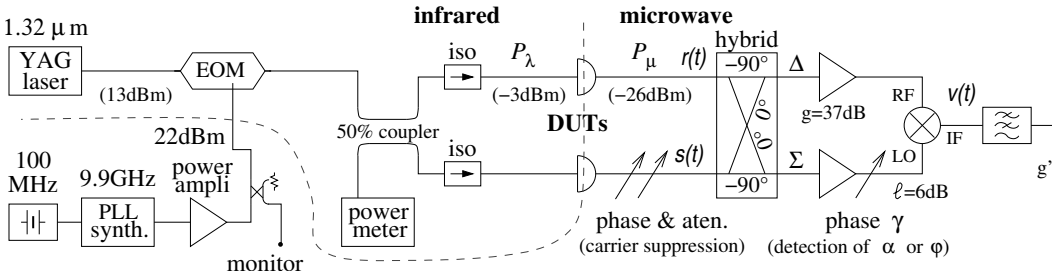 infrared
microwave
1.32 μm
YAG
laser
(13dBm)
EOM
22dBm
50% coupler
iso
iso
P_λ
(−3dBm)
DUTs
P_μ
(−26dBm)
r(t)
s(t)
hybrid
−90°
0°
0°
−90°
Δ
Σ
g=37dB
RF
LO
IF
v(t)
g'
ℓ=6dB
100
MHz
9.9GHz
PLL
synth.
power
ampli
monitor
power
meter
phase & aten.
(carrier suppression)
phase γ
(detection of α or φ)